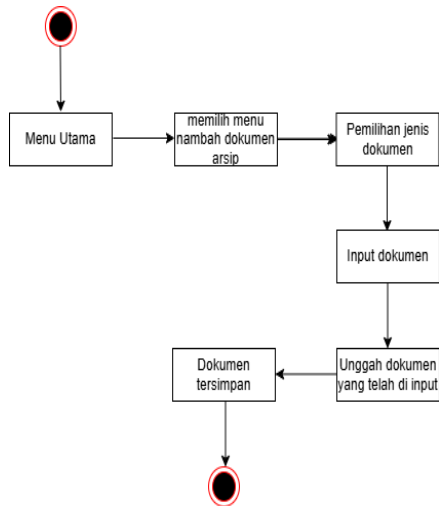 Menu Utama
memilih menu
nambah dokumen
arsip
Pemilihan jenis
dokumen
Input dokumen
Unggah dokumen
yang telah di input
Dokumen
tersimpan